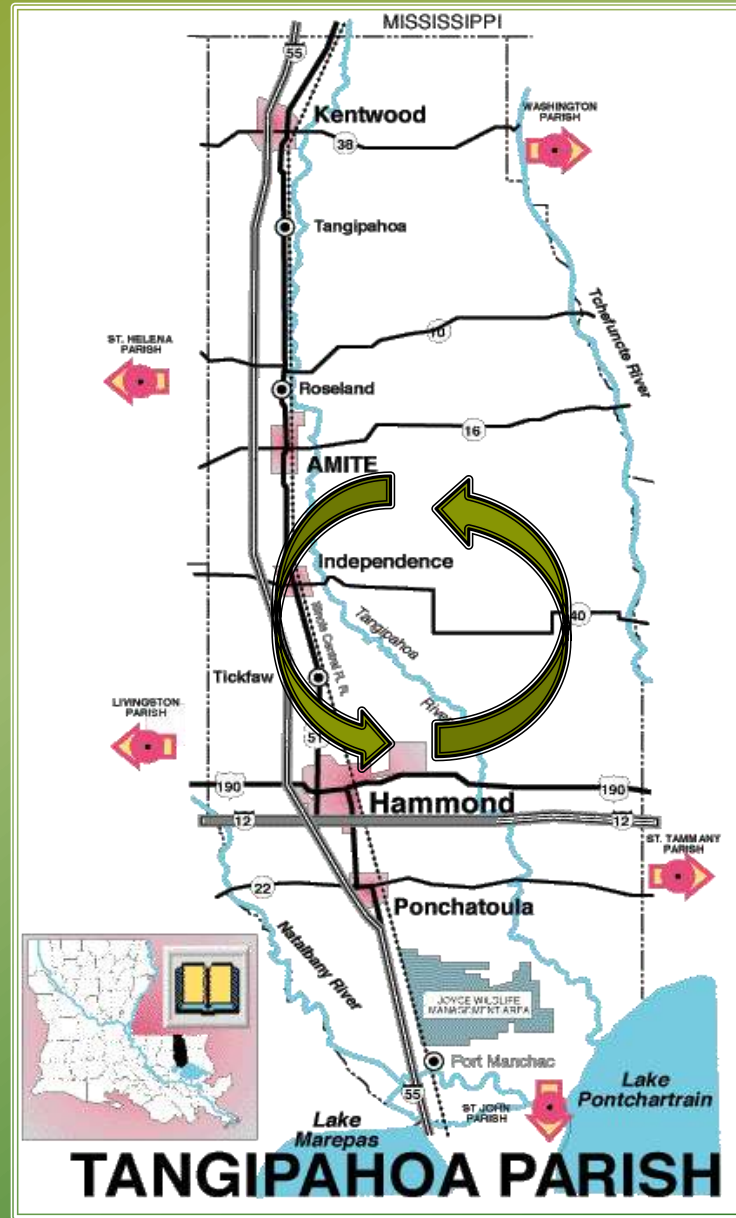 MISSISSIPPI
55
Kentwood
WASHINGTON
PARISH
38
Tangipahoa
Tchefuncte River
10
ST. HELENA
PARISH
Roseland
16
AMITE
Independence
40
Tangipahoa
River
Illinois Central R. R.
Tickfaw
LIVINGSTON
PARISH
51
190
190
Hammond
12
12
ST. TAMMANY
PARISH
22
Ponchatoula
Natalbany River
JOYCE WILDLIFE
MANAGEMENT AREA
Port Manchac
55
ST JOHN
PARISH
Lake
Pontchartrain
Lake
Marepas
TANGIPAHOA PARISH